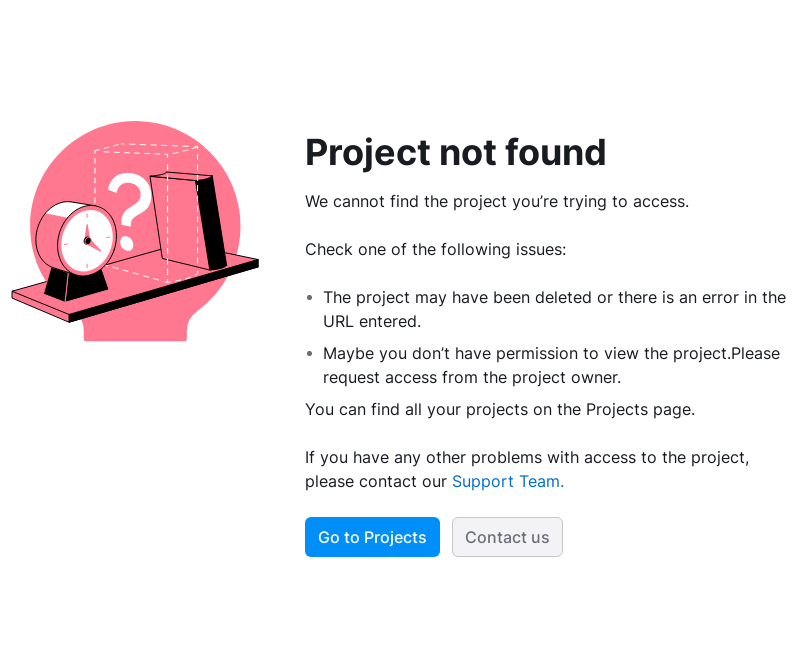 Project not found
We cannot find the project you’re trying to access.
Check one of the following issues:
The project may have been deleted or there is an error in the
URL entered.
Maybe you don’t have permission to view the project.Please
request access from the project owner.
You can find all your projects on the Projects page.
If you have any other problems with access to the project,
please contact our Support Team.
Go to Projects
Contact us
?